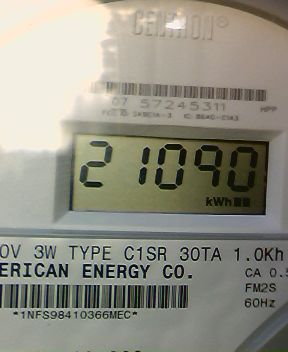 CENTRON®
07 57245311
HPP
21090
kWh
0V 3W TYPE C1SR 30TA 1.0Kh
ERICAN ENERGY CO.
CA 0.5
FM2S
60Hz
*1NFS98410366MEC*